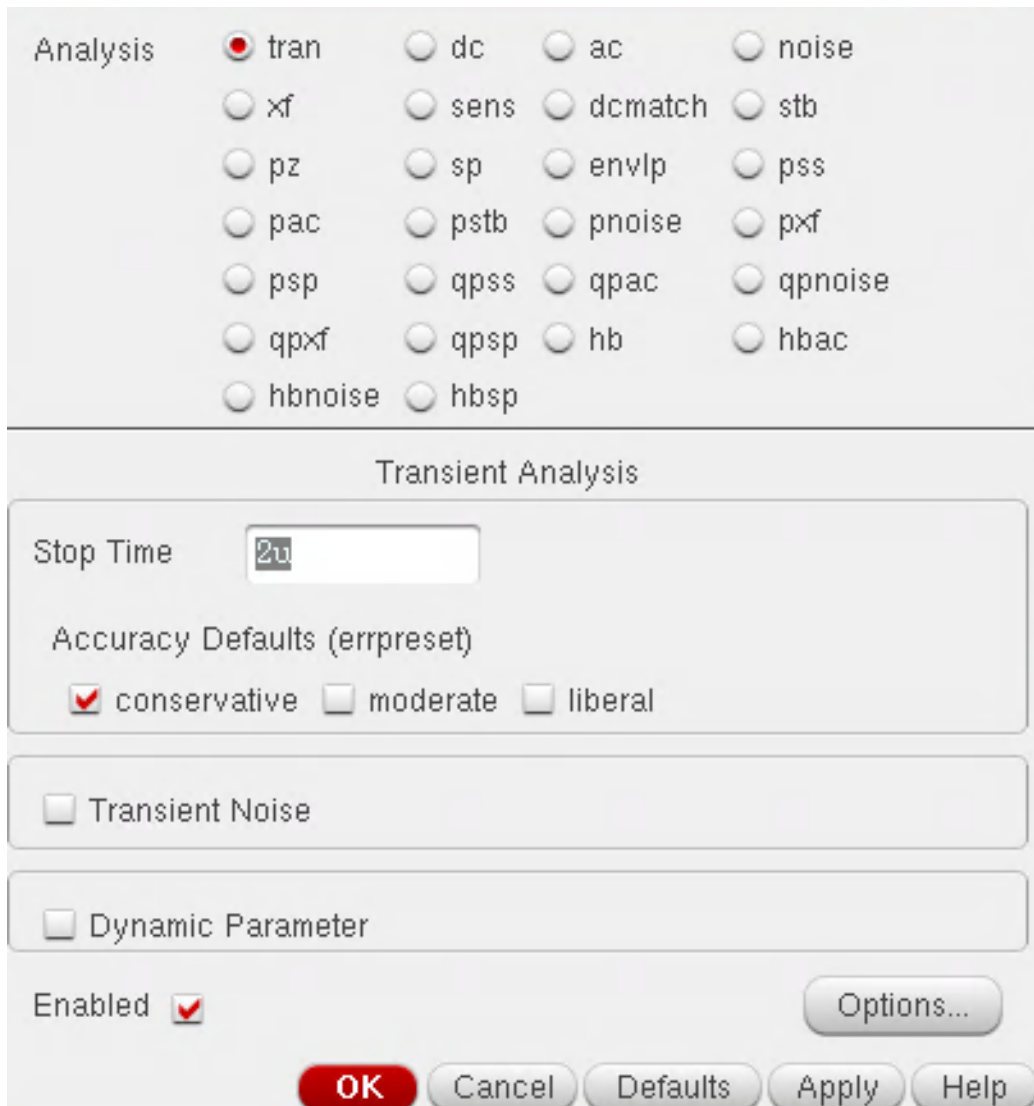 Analysis tran dc ac noise
xf sens dcmatch stb
pz sp envlp pss
pac pstb pnoise pxf
psp qpss qpac qpnoise
qpxf qpsp hb hbac
hbnoise hbsp
Transient Analysis
Stop Time 2u
Accuracy Defaults (errpreset)
conservative moderate liberal
Transient Noise
Dynamic Parameter
Enabled Options...
OK Cancel Defaults Apply Help